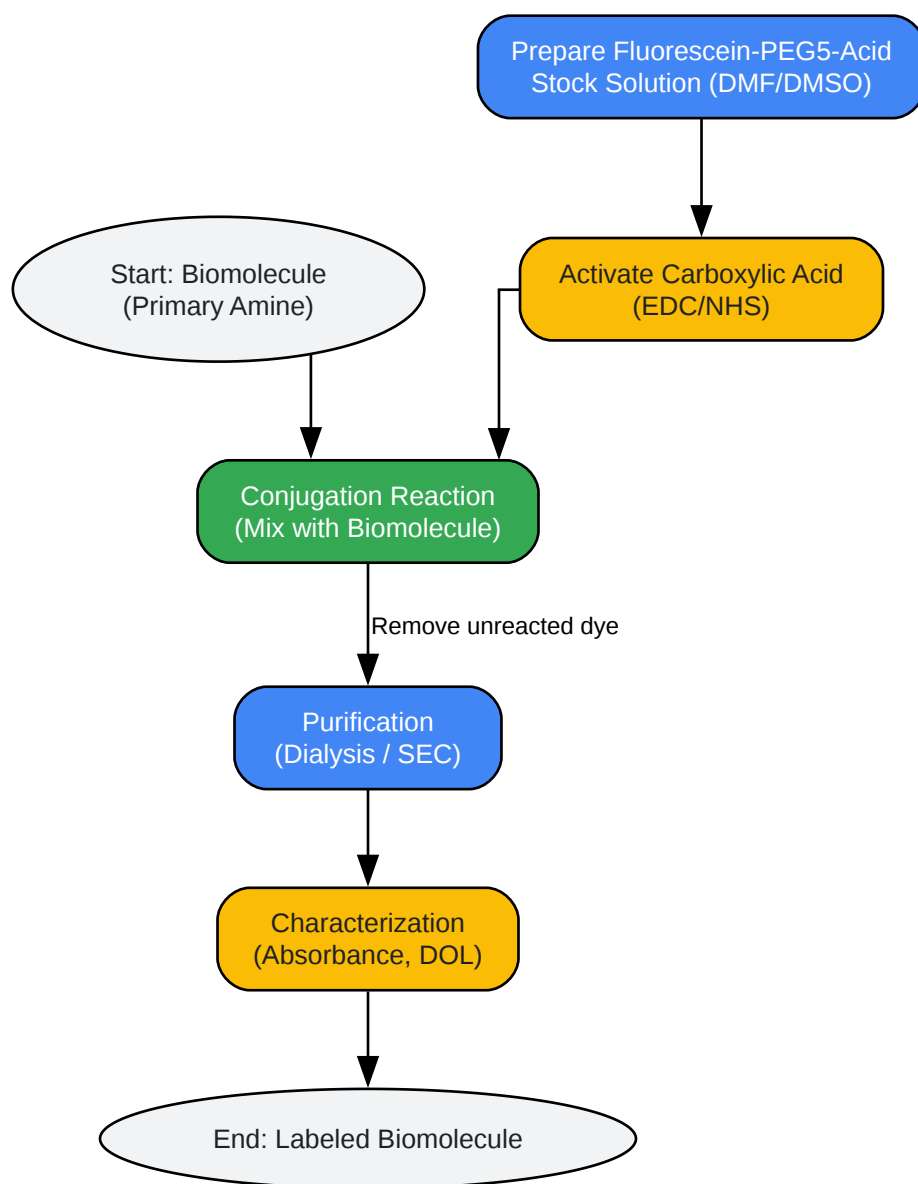 Prepare Fluorescein-PEG5-Acid
Stock Solution (DMF/DMSO)
Start: Biomolecule
(Primary Amine)
Activate Carboxylic Acid
(EDC/NHS)
Conjugation Reaction
(Mix with Biomolecule)
Remove unreacted dye
Purification
(Dialysis / SEC)
Characterization
(Absorbance, DOL)
End: Labeled Biomolecule